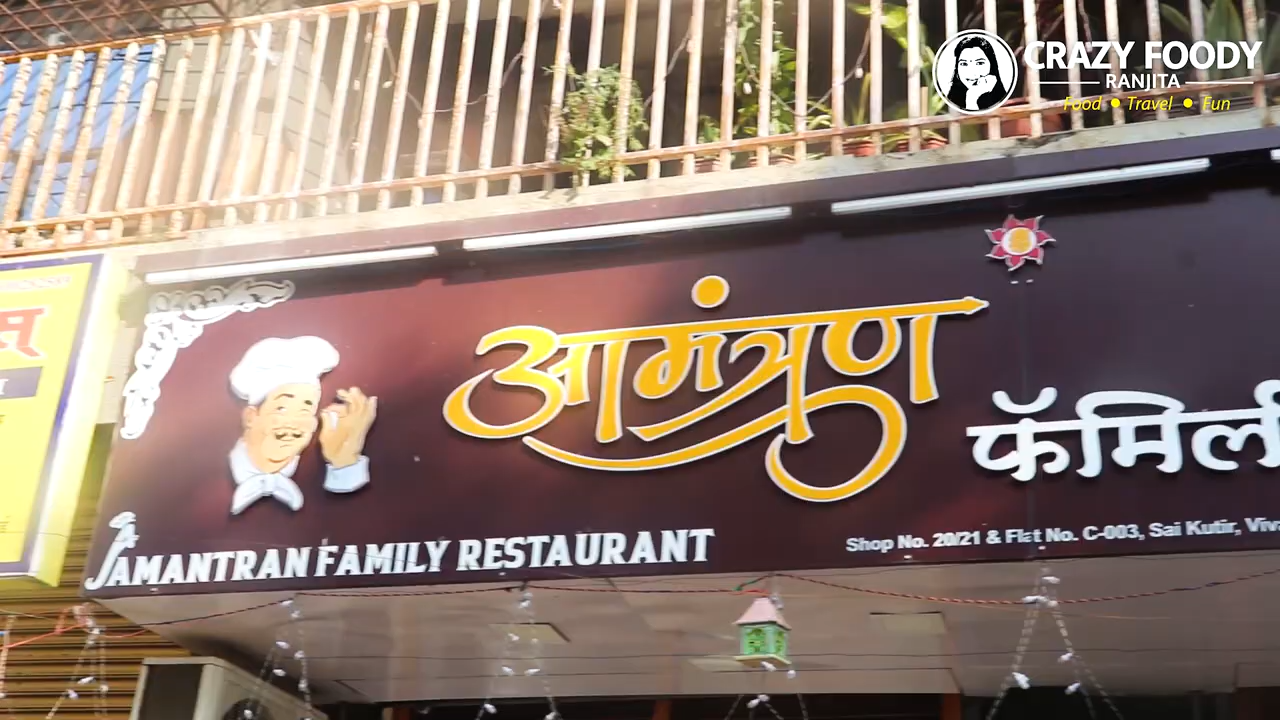 CRAZY FOODY
RANJITA
Food • Travel • Fun
आमंत्रण
AMANTRAN FAMILY RESTAURANT
Shop No. 20/21 & Flat No. C-003, Sai Kutir,